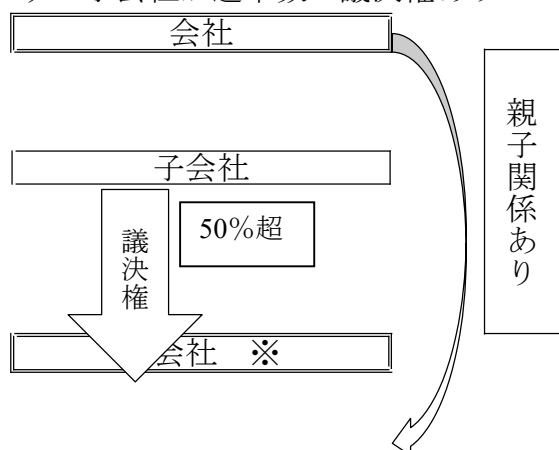 会社
子会社
50%超
議決権
会社 ※
親子関係あり